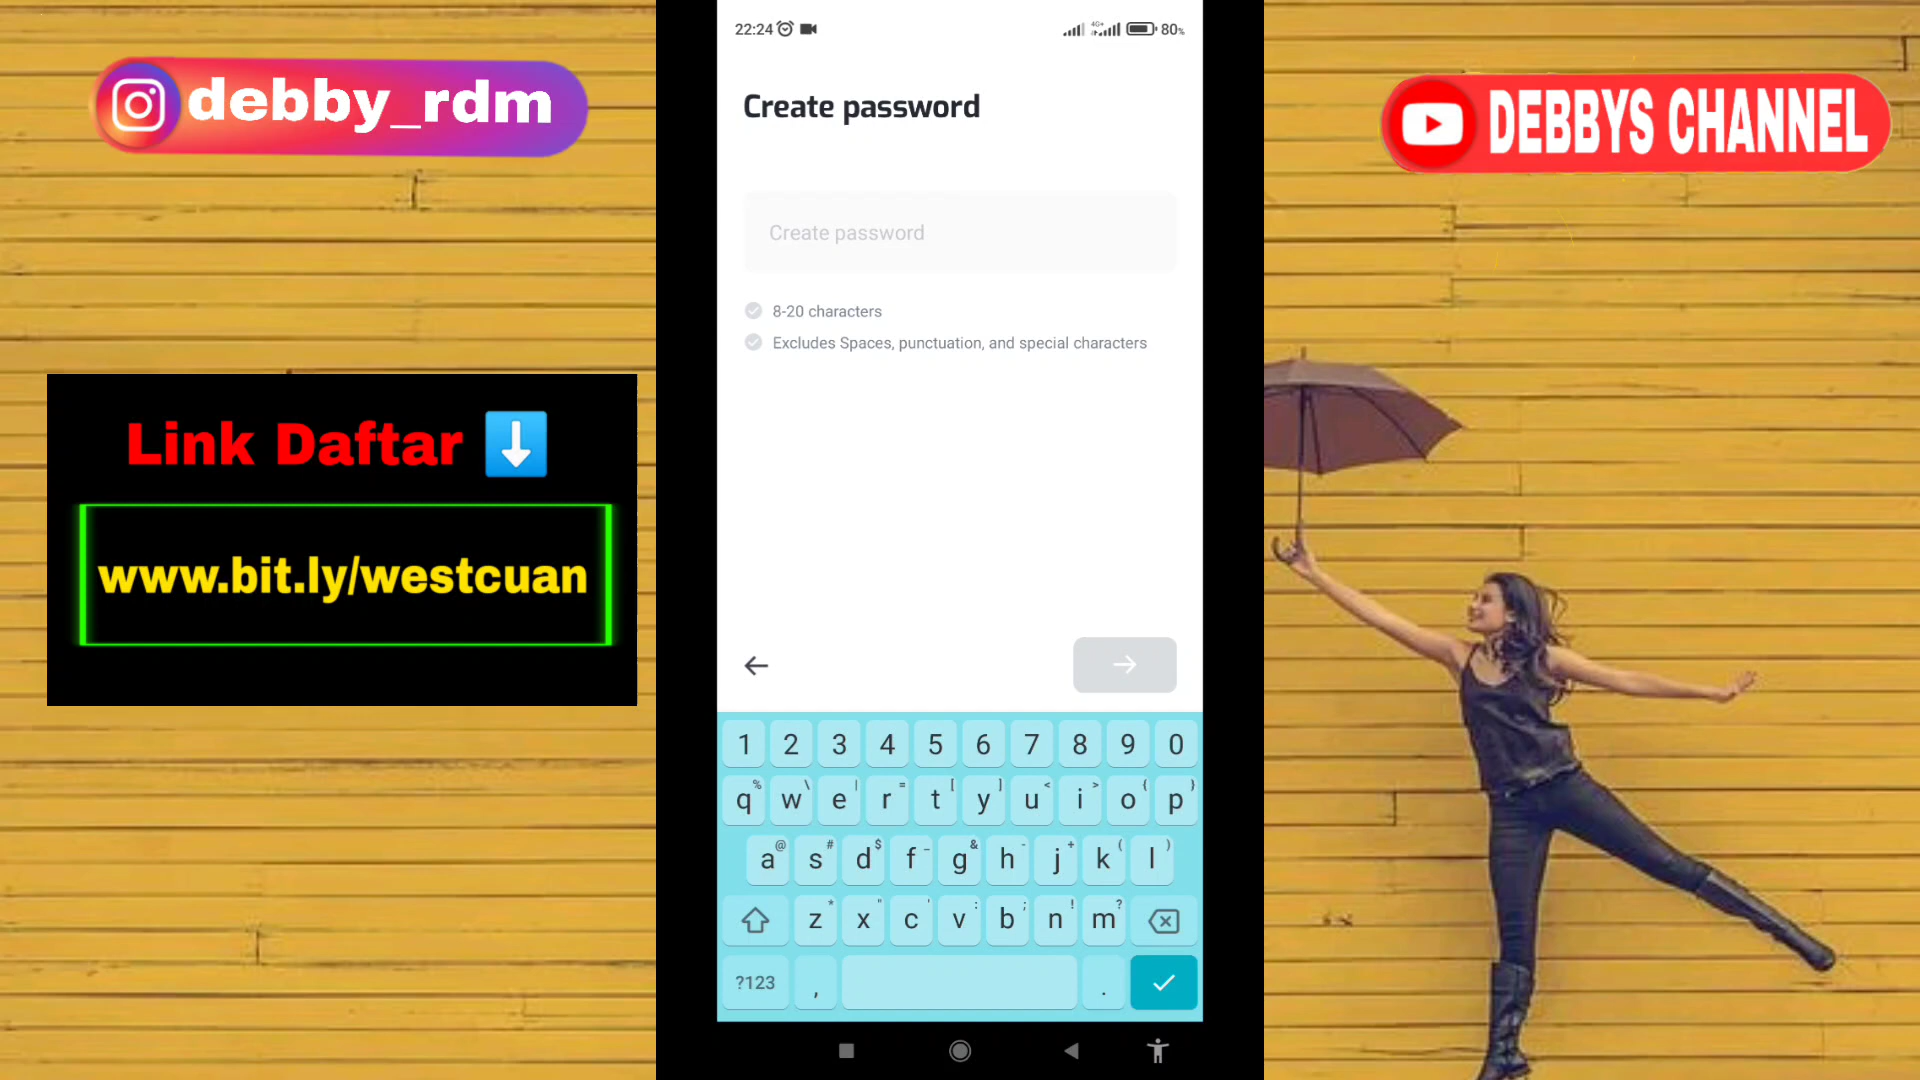 debby_rdm
DEBBYS CHANNEL
Link Daftar ⬇️
www.bit.ly/westcuan
22:24
4G+
80%
Create password
Create password
8-20 characters
Excludes Spaces, punctuation, and special characters
1 2 3 4 5 6 7 8 9 0
% \ | = [ ] < > { }
q w e r t y u i o p
@ # $ _ & - + ( )
a s d f g h j k l
* " ' : ; ! ?
z x c v b n m
?123 , .